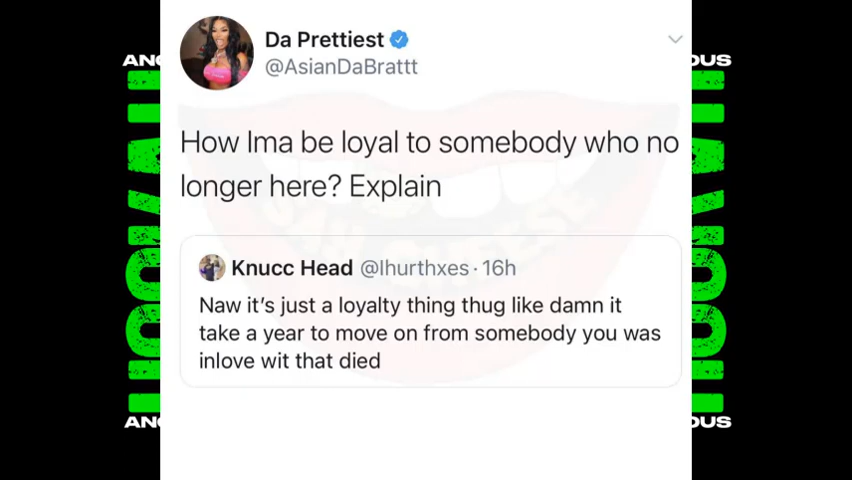 Da Prettiest
@AsianDaBrattt
How Ima be loyal to somebody who no
longer here? Explain
Knucc Head @lhurthxes · 16h
Naw it's just a loyalty thing thug like damn it
take a year to move on from somebody you was
inlove wit that died